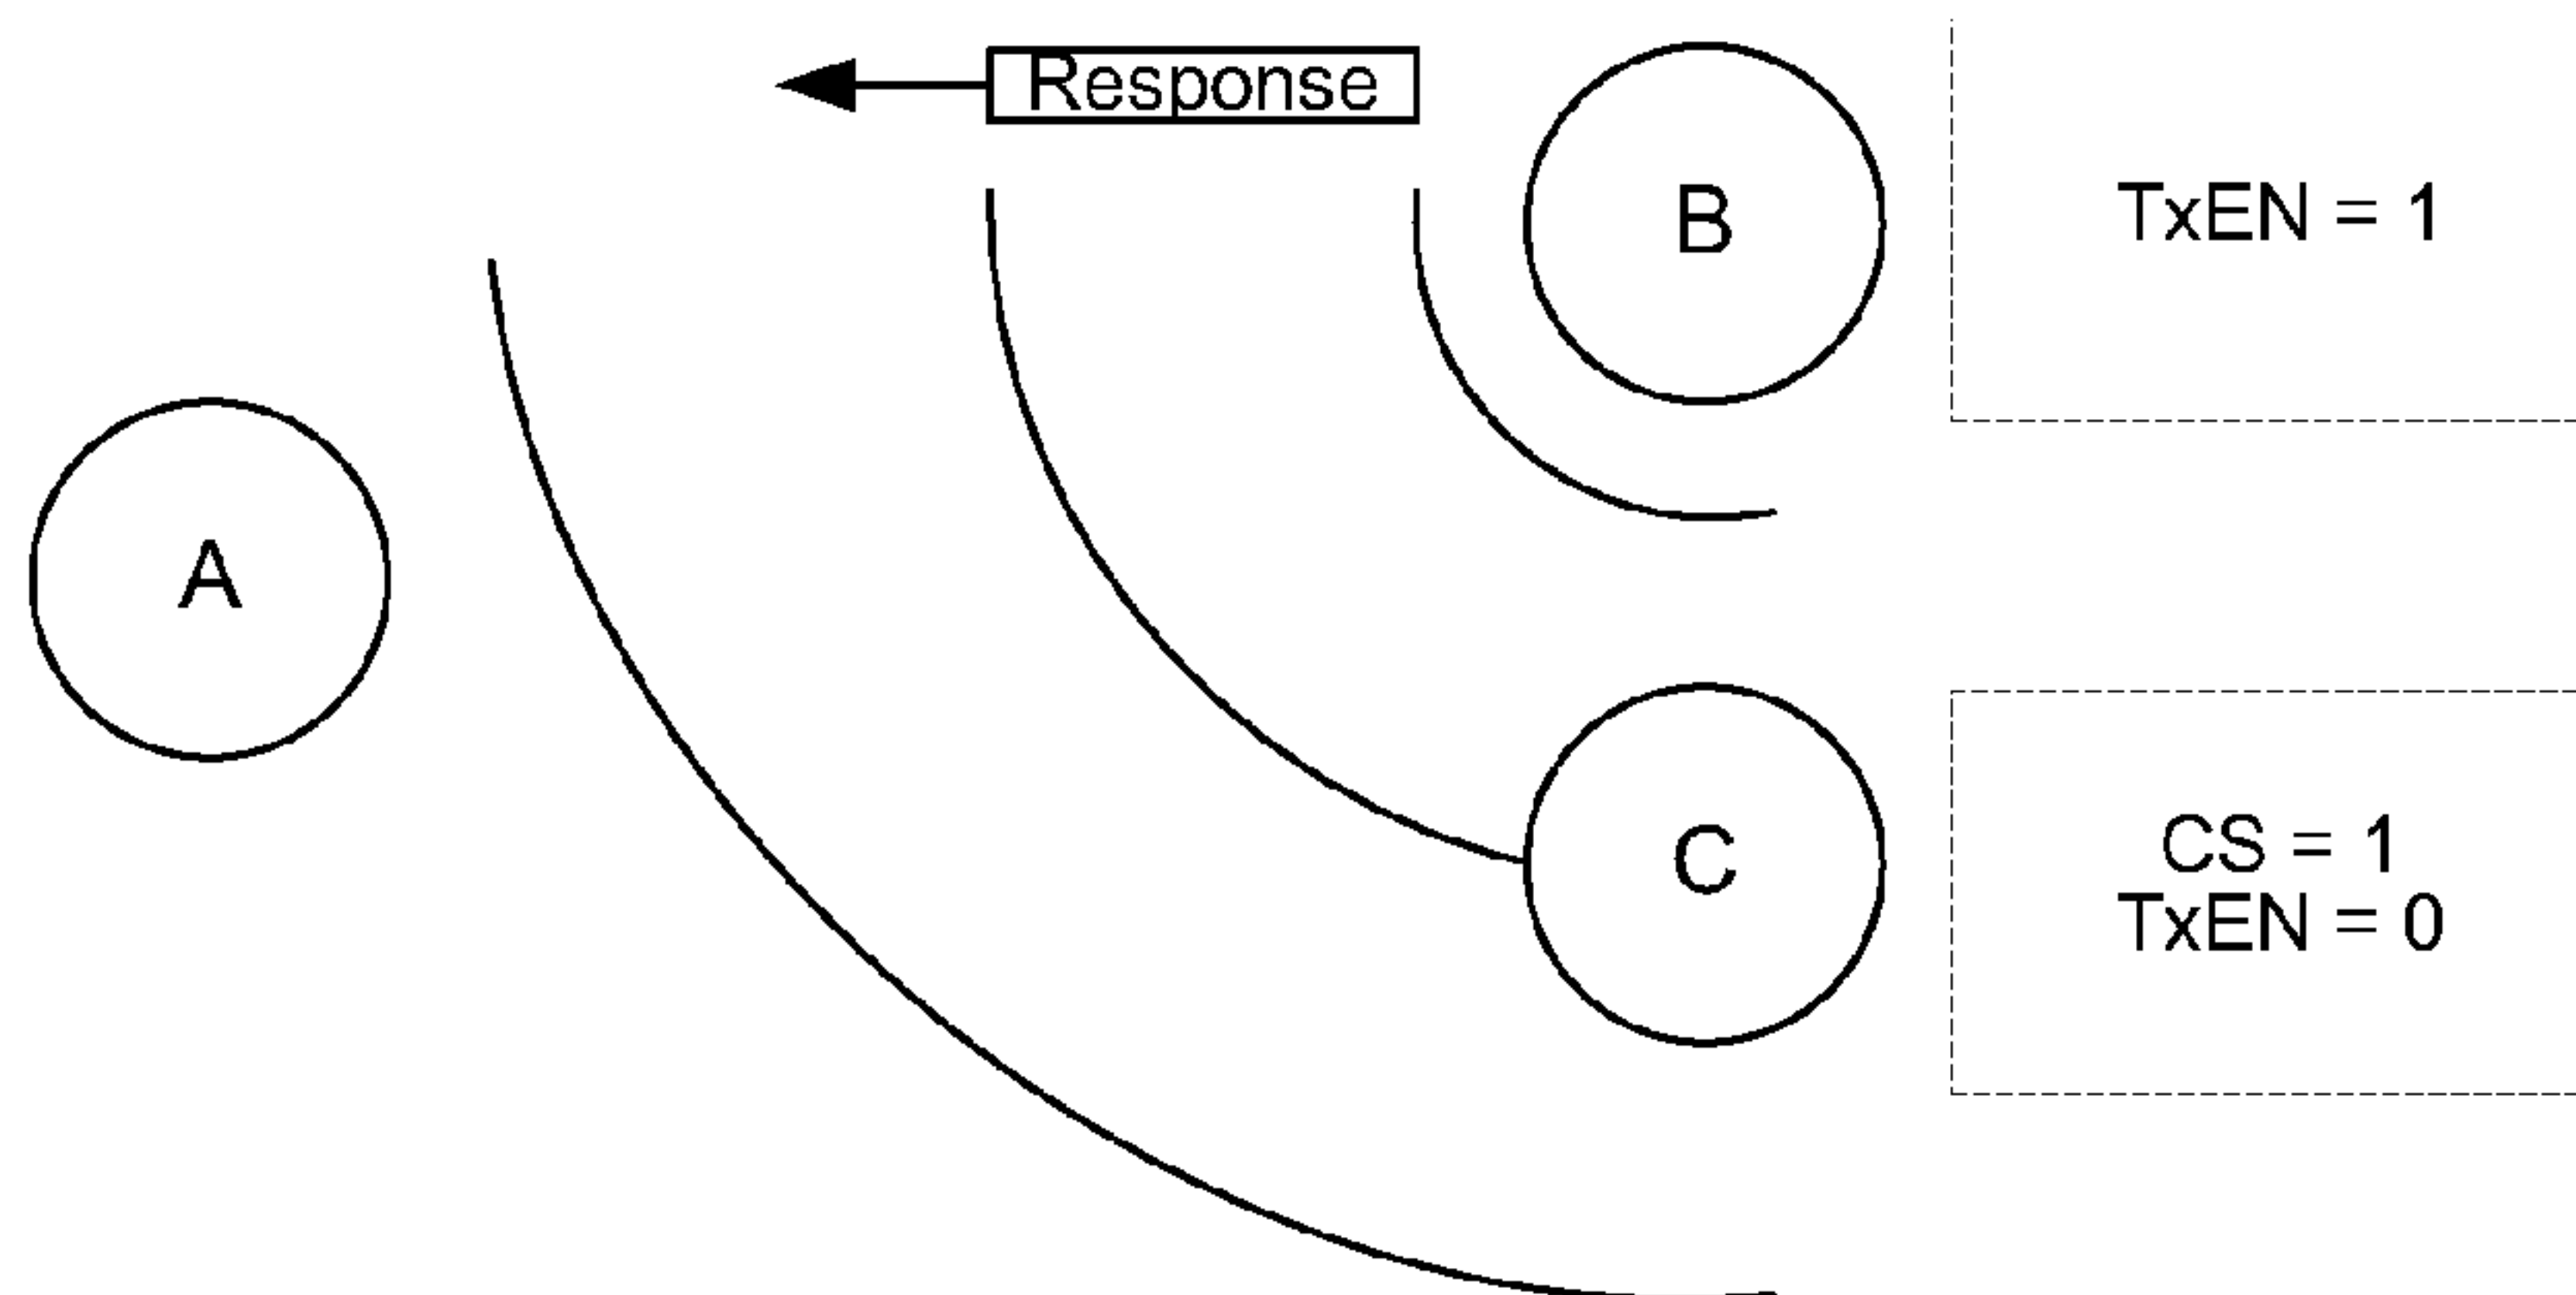 Response
B
TxEN = 1
A
C
CS = 1
TxEN = 0